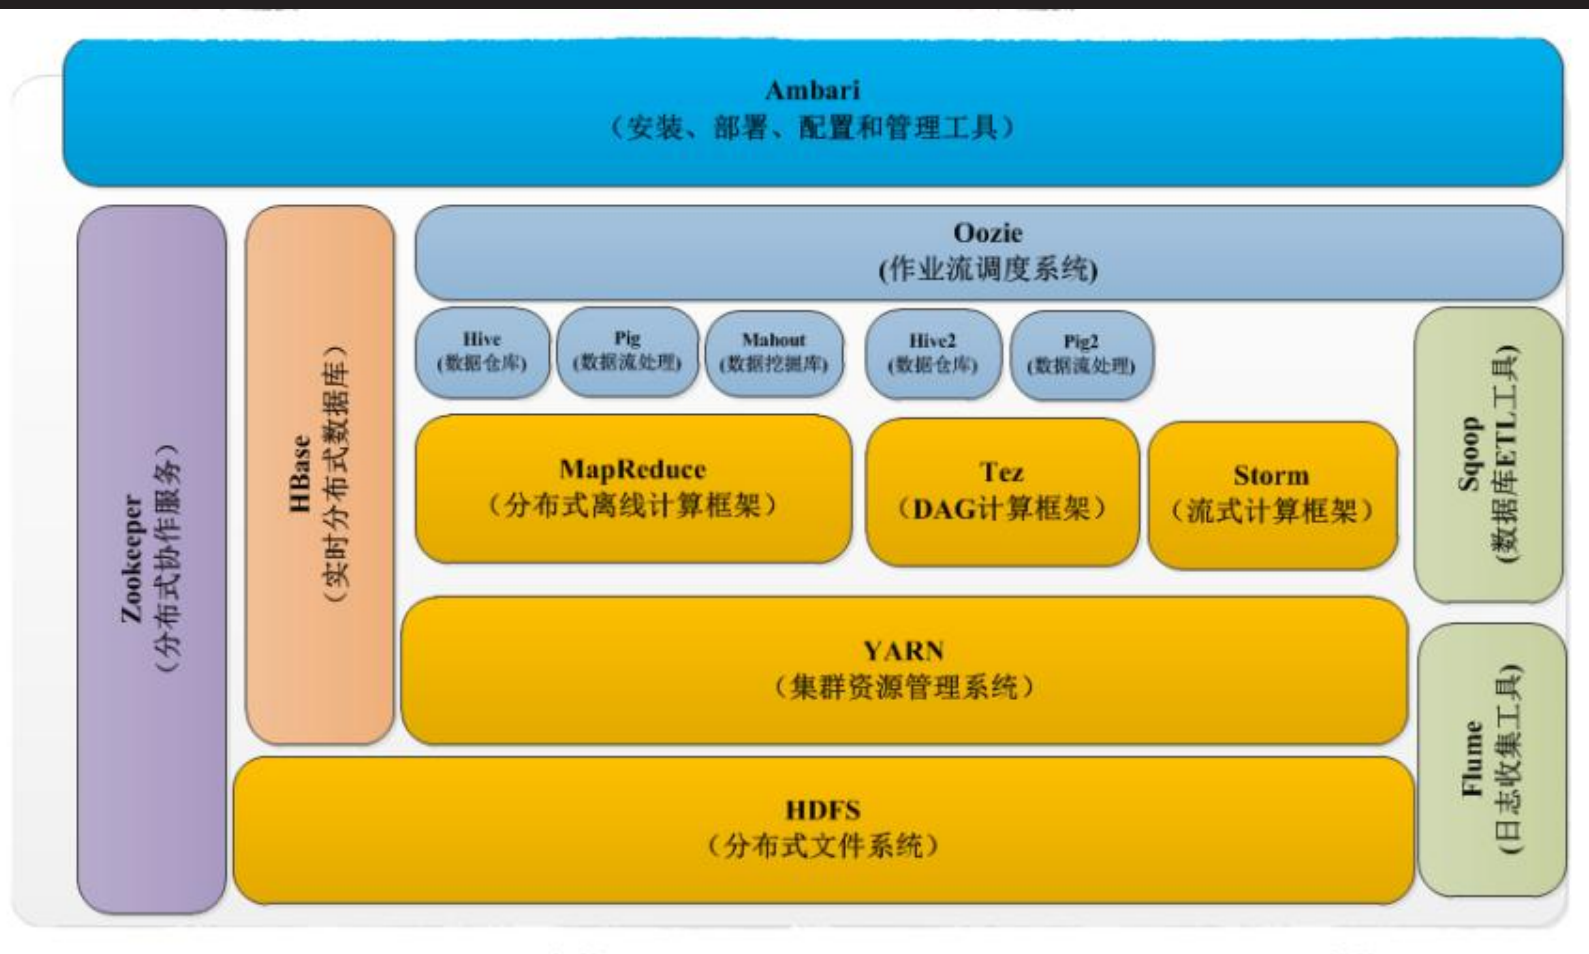 Ambari
（安装、部署、配置和管理工具）
Zookeeper
（分布式协作服务）
HBase
（实时分布式数据库）
Oozie
(作业流调度系统)
Hive
(数据仓库)
Pig
(数据流处理)
Mahout
(数据挖掘库)
Hive2
(数据仓库)
Pig2
(数据流处理)
MapReduce
（分布式离线计算框架）
Tez
（DAG计算框架）
Storm
（流式计算框架）
Sqoop
(数据库ETL工具)
YARN
（集群资源管理系统）
Flume
(日志收集工具)
HDFS
（分布式文件系统）